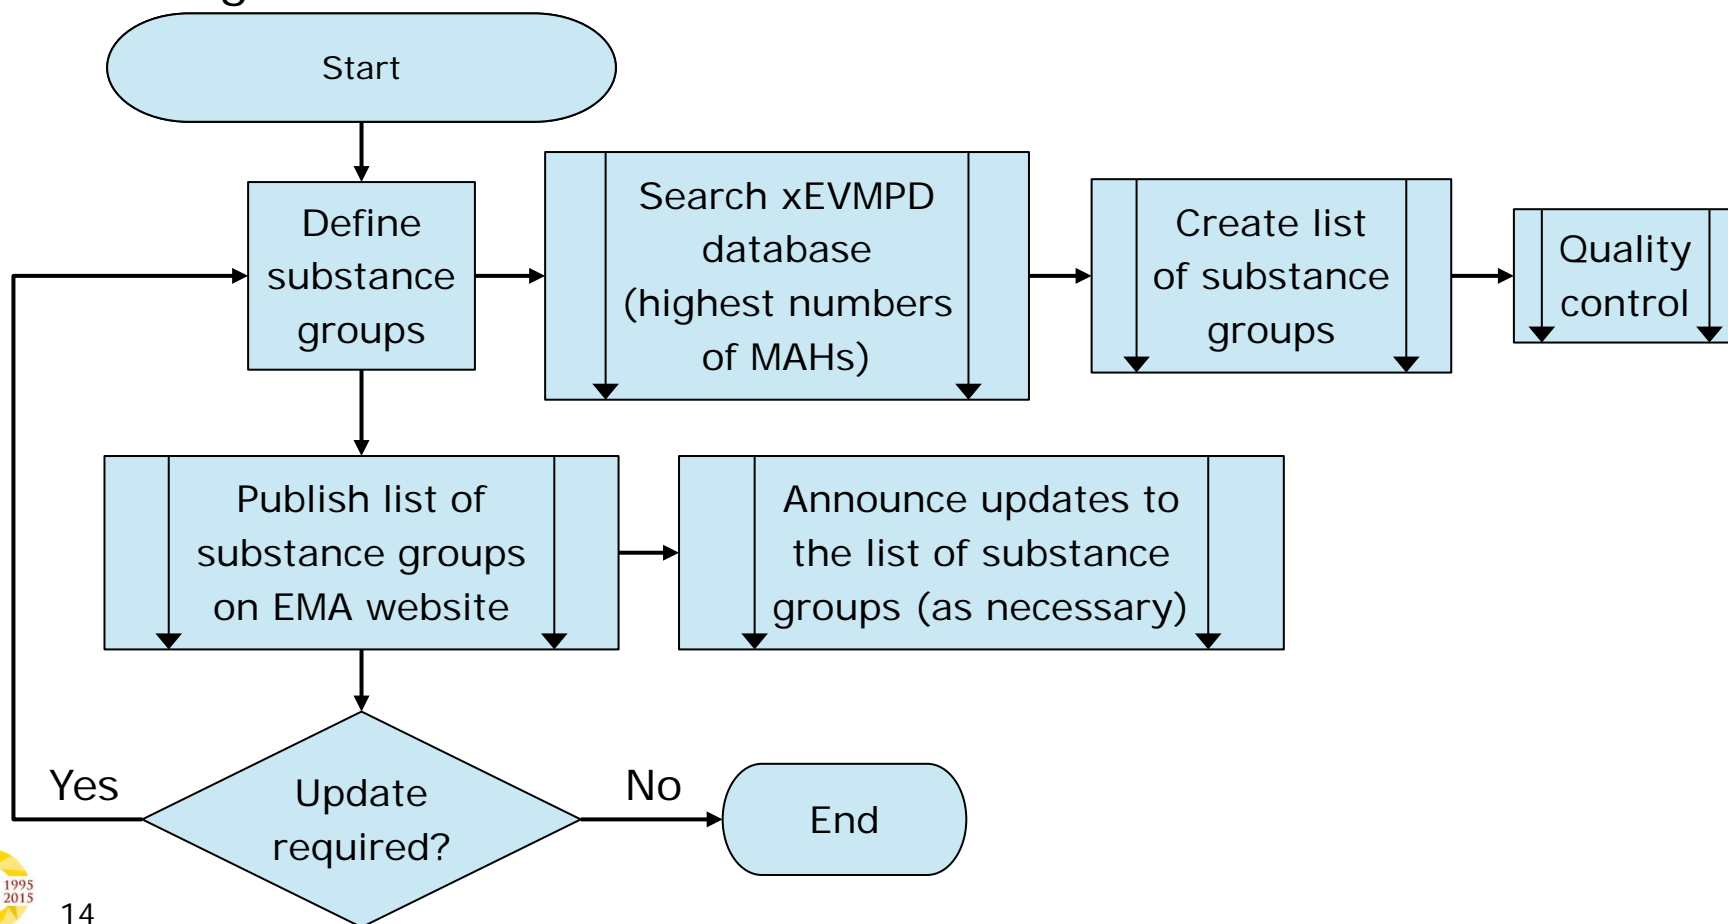 Start
Define
substance
groups
Search xEVMPD
database
(highest numbers
of MAHs)
Create list
of substance
groups
Quality
control
Publish list of
substance groups
on EMA website
Announce updates to
the list of substance
groups (as necessary)
Yes
Update
required?
No
End
1995
2015
14